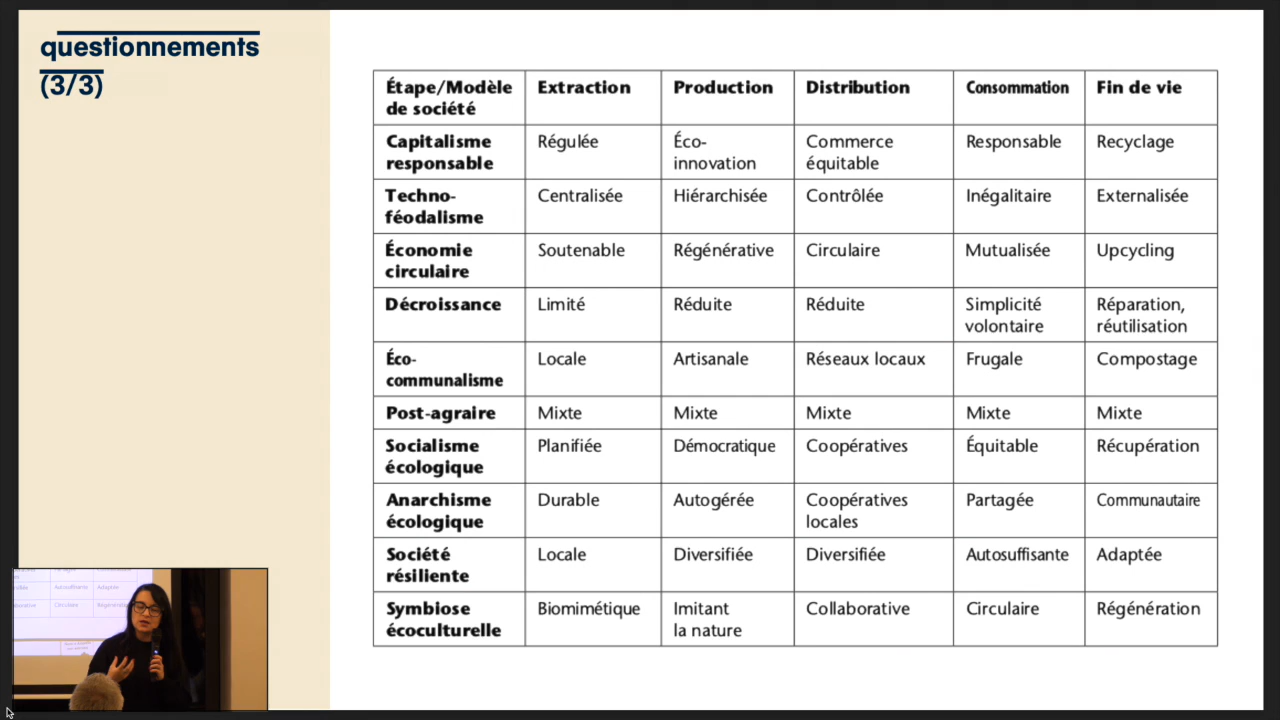 questionnements
(3/3)
Étape/Modèle de société Extraction Production Distribution Consommation Fin de vie
Capitalisme responsable Régulée Éco-innovation Commerce équitable Responsable Recyclage
Techno-féodalisme Centralisée Hiérarchisée Contrôlée Inégalitaire Externalisée
Économie circulaire Soutenable Régénérative Circulaire Mutualisée Upcycling
Décroissance Limité Réduite Réduite Simplicité volontaire Réparation, réutilisation
Éco-communalisme Locale Artisanale Réseaux locaux Frugale Compostage
Post-agraire Mixte Mixte Mixte Mixte Mixte
Socialisme écologique Planifiée Démocratique Coopératives Équitable Récupération
Anarchisme écologique Durable Autogérée Coopératives locales Partagée Communautaire
Société résiliente Locale Diversifiée Diversifiée Autosuffisante Adaptée
Symbiose écoculturelle Biomimétique Imitant la nature Collaborative Circulaire Régénération
Autosuffisante Adaptée
Circulaire